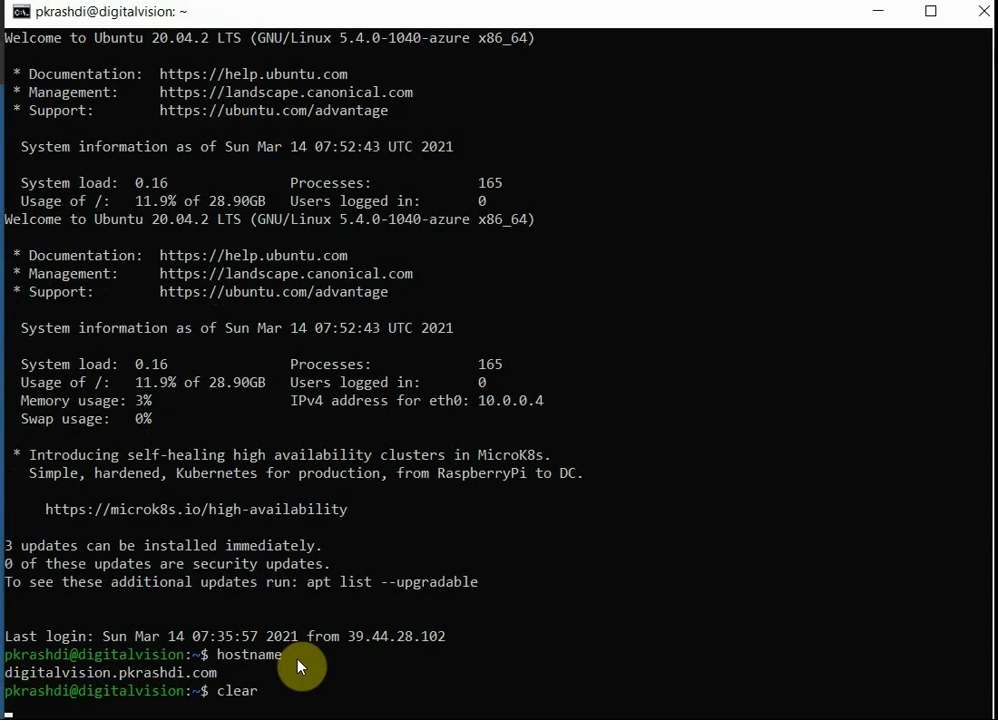 pkrashdi@digitalvision: ~
Welcome to Ubuntu 20.04.2 LTS (GNU/Linux 5.4.0-1040-azure x86_64)
* Documentation:  https://help.ubuntu.com
* Management:     https://landscape.canonical.com
* Support:        https://ubuntu.com/advantage
System information as of Sun Mar 14 07:52:43 UTC 2021
System load:  0.16               Processes:             165
Usage of /:   11.9% of 28.90GB   Users logged in:       0
Welcome to Ubuntu 20.04.2 LTS (GNU/Linux 5.4.0-1040-azure x86_64)
* Documentation:  https://help.ubuntu.com
* Management:     https://landscape.canonical.com
* Support:        https://ubuntu.com/advantage
System information as of Sun Mar 14 07:52:43 UTC 2021
System load:  0.16               Processes:             165
Usage of /:   11.9% of 28.90GB   Users logged in:       0
Memory usage: 3%                 IPv4 address for eth0: 10.0.0.4
Swap usage:   0%
* Introducing self-healing high availability clusters in MicroK8s.
Simple, hardened, Kubernetes for production, from RaspberryPi to DC.
https://microk8s.io/high-availability
3 updates can be installed immediately.
0 of these updates are security updates.
To see these additional updates run: apt list --upgradable
Last login: Sun Mar 14 07:35:57 2021 from 39.44.28.102
pkrashdi@digitalvision:~$ hostname
digitalvision.pkrashdi.com
pkrashdi@digitalvision:~$ clear